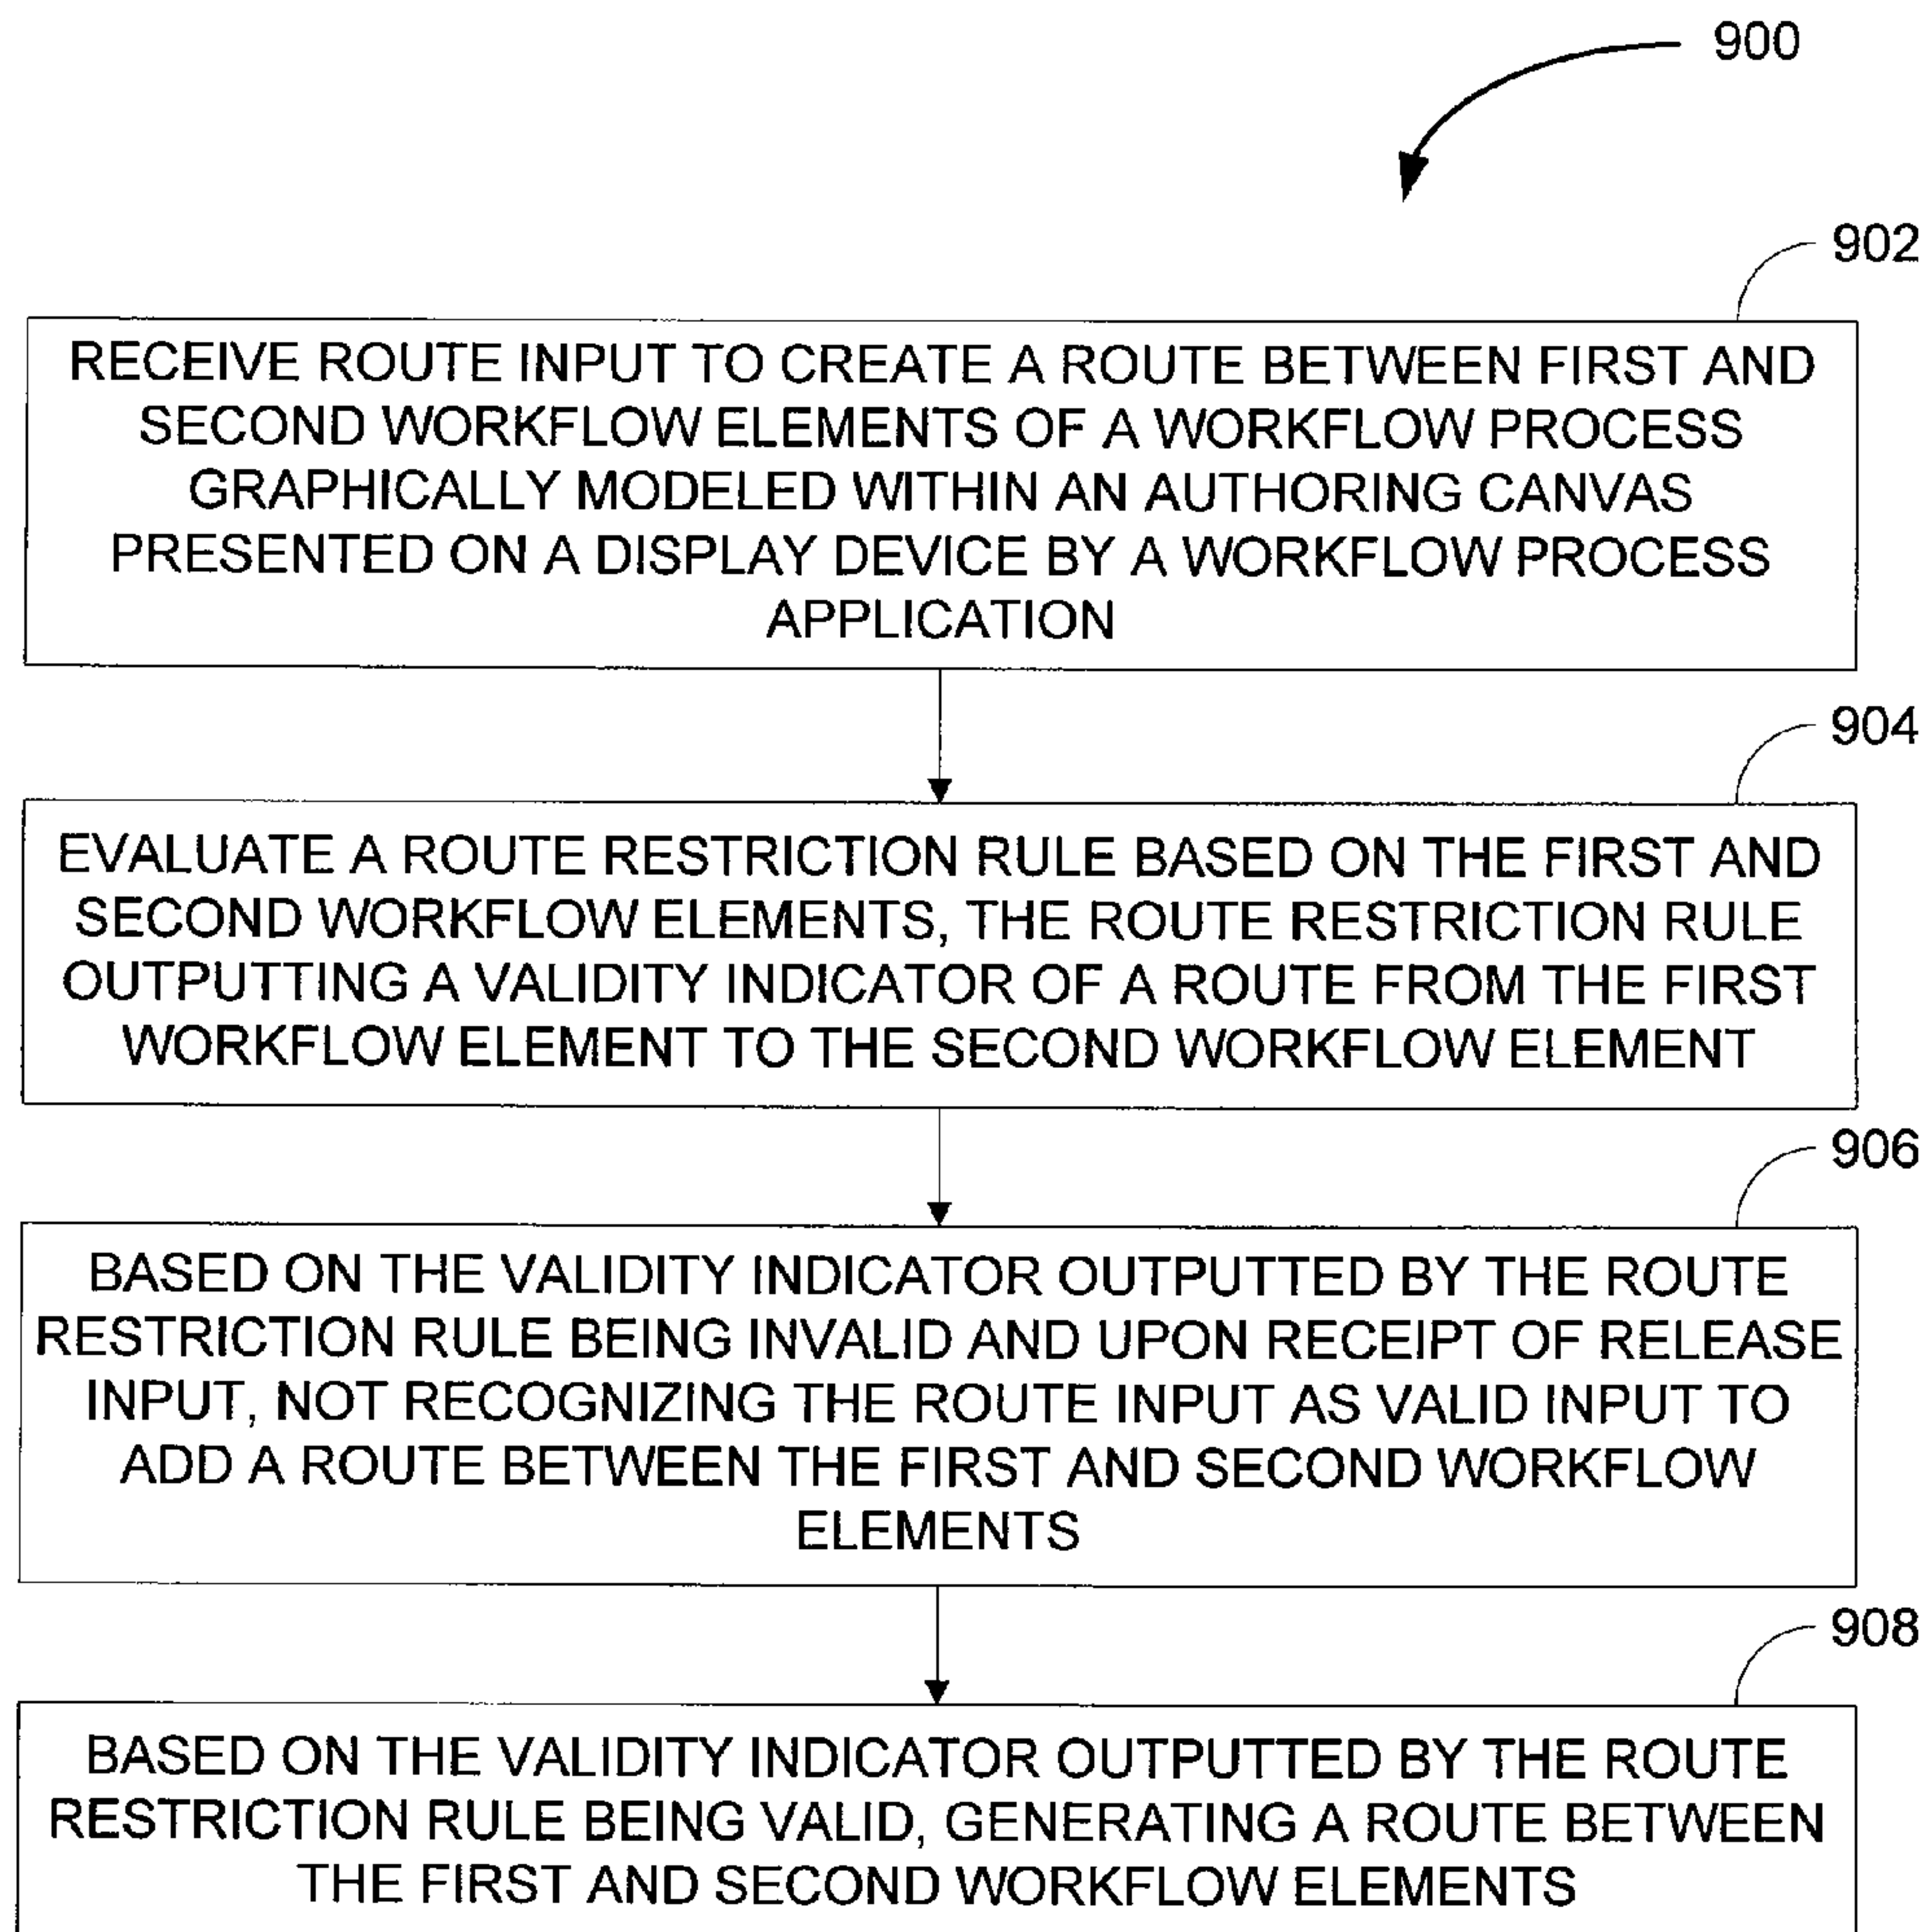 900
902
RECEIVE ROUTE INPUT TO CREATE A ROUTE BETWEEN FIRST AND
SECOND WORKFLOW ELEMENTS OF A WORKFLOW PROCESS
GRAPHICALLY MODELED WITHIN AN AUTHORING CANVAS
PRESENTED ON A DISPLAY DEVICE BY A WORKFLOW PROCESS
APPLICATION
904
EVALUATE A ROUTE RESTRICTION RULE BASED ON THE FIRST AND
SECOND WORKFLOW ELEMENTS, THE ROUTE RESTRICTION RULE
OUTPUTTING A VALIDITY INDICATOR OF A ROUTE FROM THE FIRST
WORKFLOW ELEMENT TO THE SECOND WORKFLOW ELEMENT
906
BASED ON THE VALIDITY INDICATOR OUTPUTTED BY THE ROUTE
RESTRICTION RULE BEING INVALID AND UPON RECEIPT OF RELEASE
INPUT, NOT RECOGNIZING THE ROUTE INPUT AS VALID INPUT TO
ADD A ROUTE BETWEEN THE FIRST AND SECOND WORKFLOW
ELEMENTS
908
BASED ON THE VALIDITY INDICATOR OUTPUTTED BY THE ROUTE
RESTRICTION RULE BEING VALID, GENERATING A ROUTE BETWEEN
THE FIRST AND SECOND WORKFLOW ELEMENTS